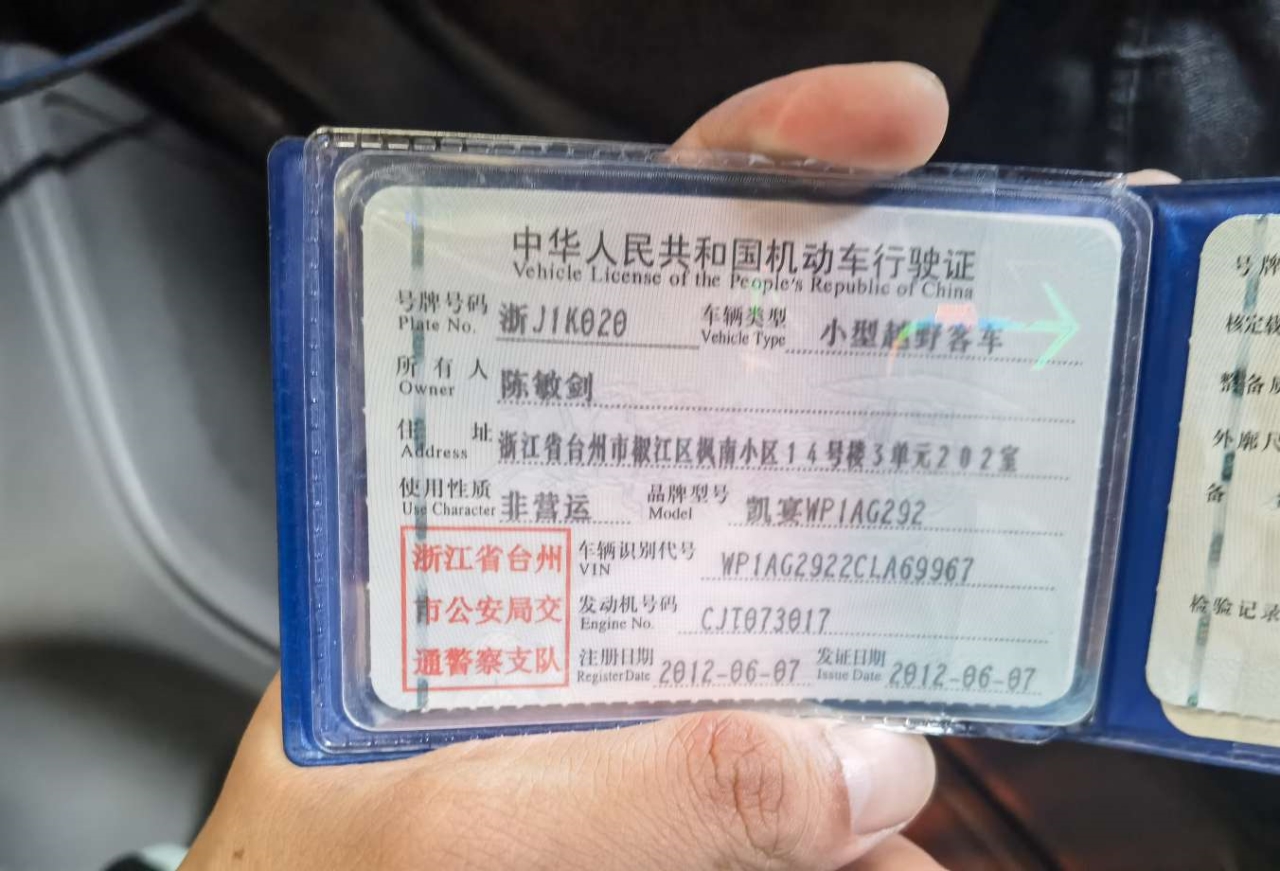 中华人民共和国机动车行驶证
Vehicle License of the People's Republic of China
号牌号码 浙J1K020 车辆类型 小型越野客车
Plate No. Vehicle Type
所有人 陈敏剑
Owner
住址 浙江省台州市椒江区枫南小区14号楼3单元202室
Address
使用性质 非营运 品牌型号 凯宴WP1AG292
Use Character Model
浙江省台州
市公安局交
通警察支队
车辆识别代号 WP1AG2922CLA69967
VIN
发动机号码 CJT073017
Engine No.
注册日期 2012-06-07 发证日期 2012-06-07
Register Date Issue Date
号牌
核定载
整备质
外廓尺
备
检验记录